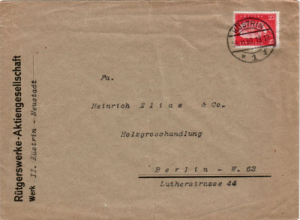 Rütgerswerke-Aktiengesellschaft
Werk II. Küstrin - Neustadt
Fa.
Heinrich Elias & Co.
Holzgrosshandlung
Berlin - W. 62
Lutherstrasse 44